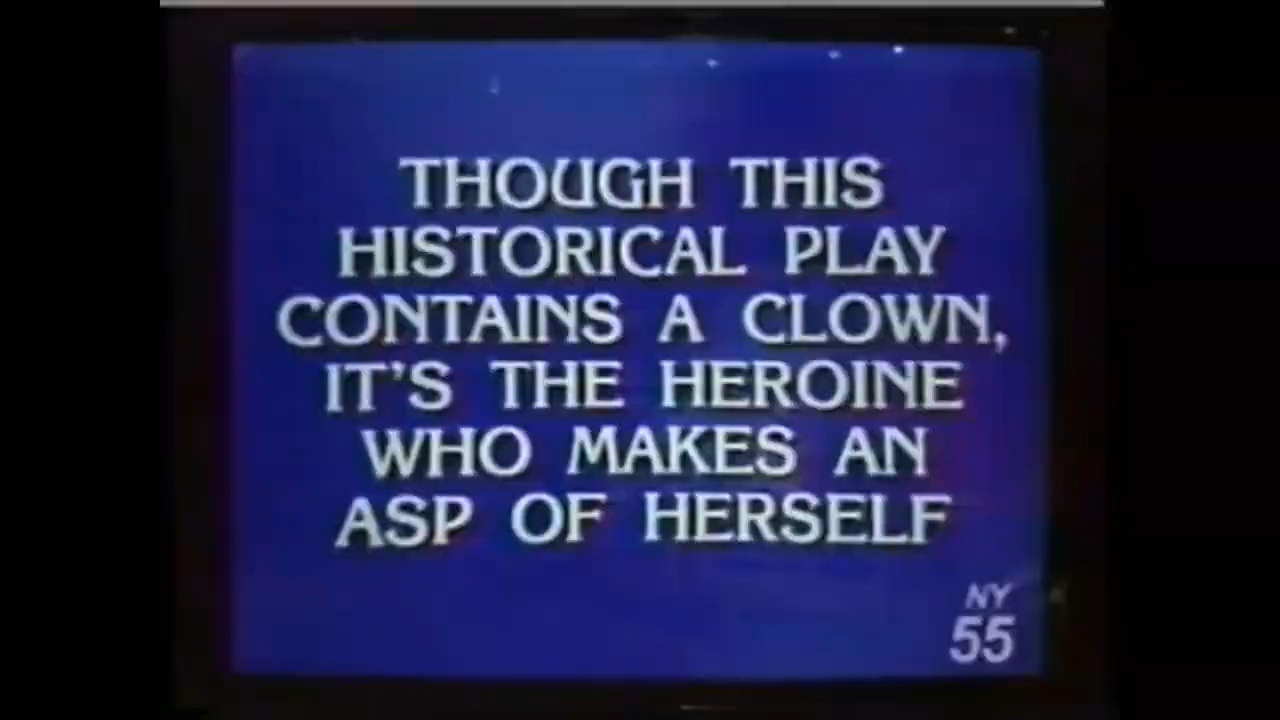 THOUGH THIS
HISTORICAL PLAY
CONTAINS A CLOWN,
IT'S THE HEROINE
WHO MAKES AN
ASP OF HERSELF
NY
55